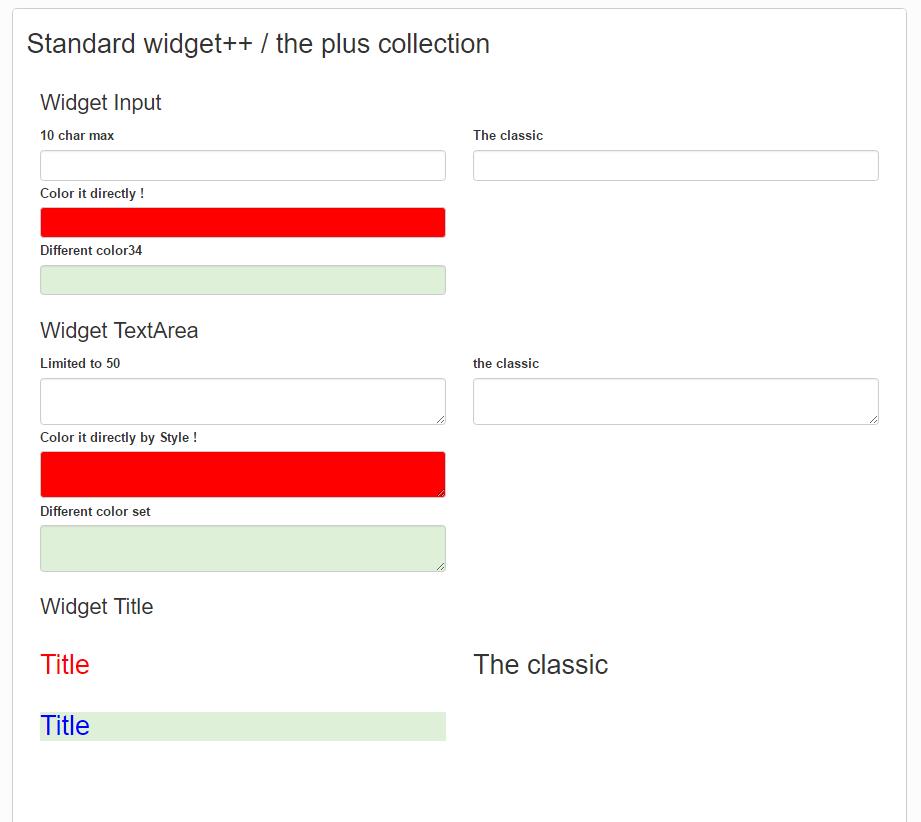 Standard widget++ / the plus collection
Widget Input
10 char max
The classic
Color it directly !
Different color34
Widget TextArea
Limited to 50
the classic
Color it directly by Style !
Different color set
Widget Title
Title
The classic
Title